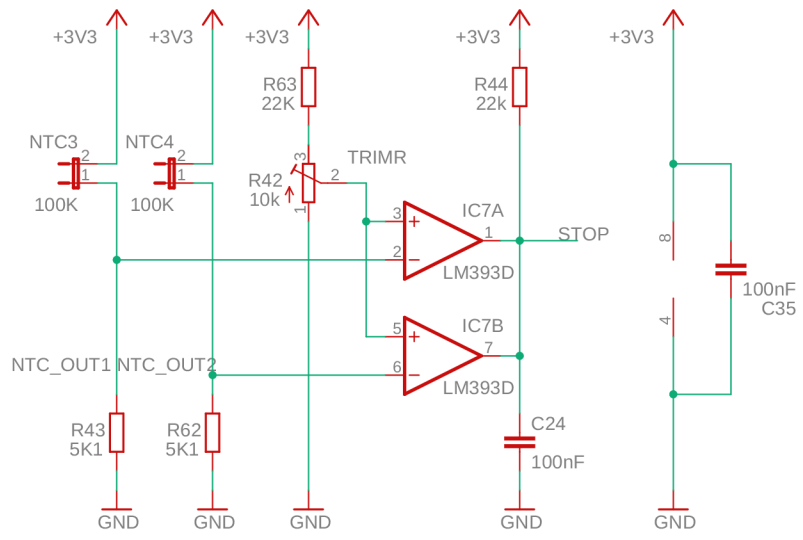 +3V3 +3V3 +3V3 +3V3 +3V3
R63 R44
22K 22k
NTC3 NTC4
2 2 3 TRIMR
1 1 R42 2
100K 100K 10k 1
3 + IC7A
1 STOP 8
2 - LM393D
100nF
C35
5 + IC7B 4
7
NTC_OUT1 NTC_OUT2 6 -
LM393D
R43 R62 C24
5K1 5K1
100nF
GND GND GND GND GND